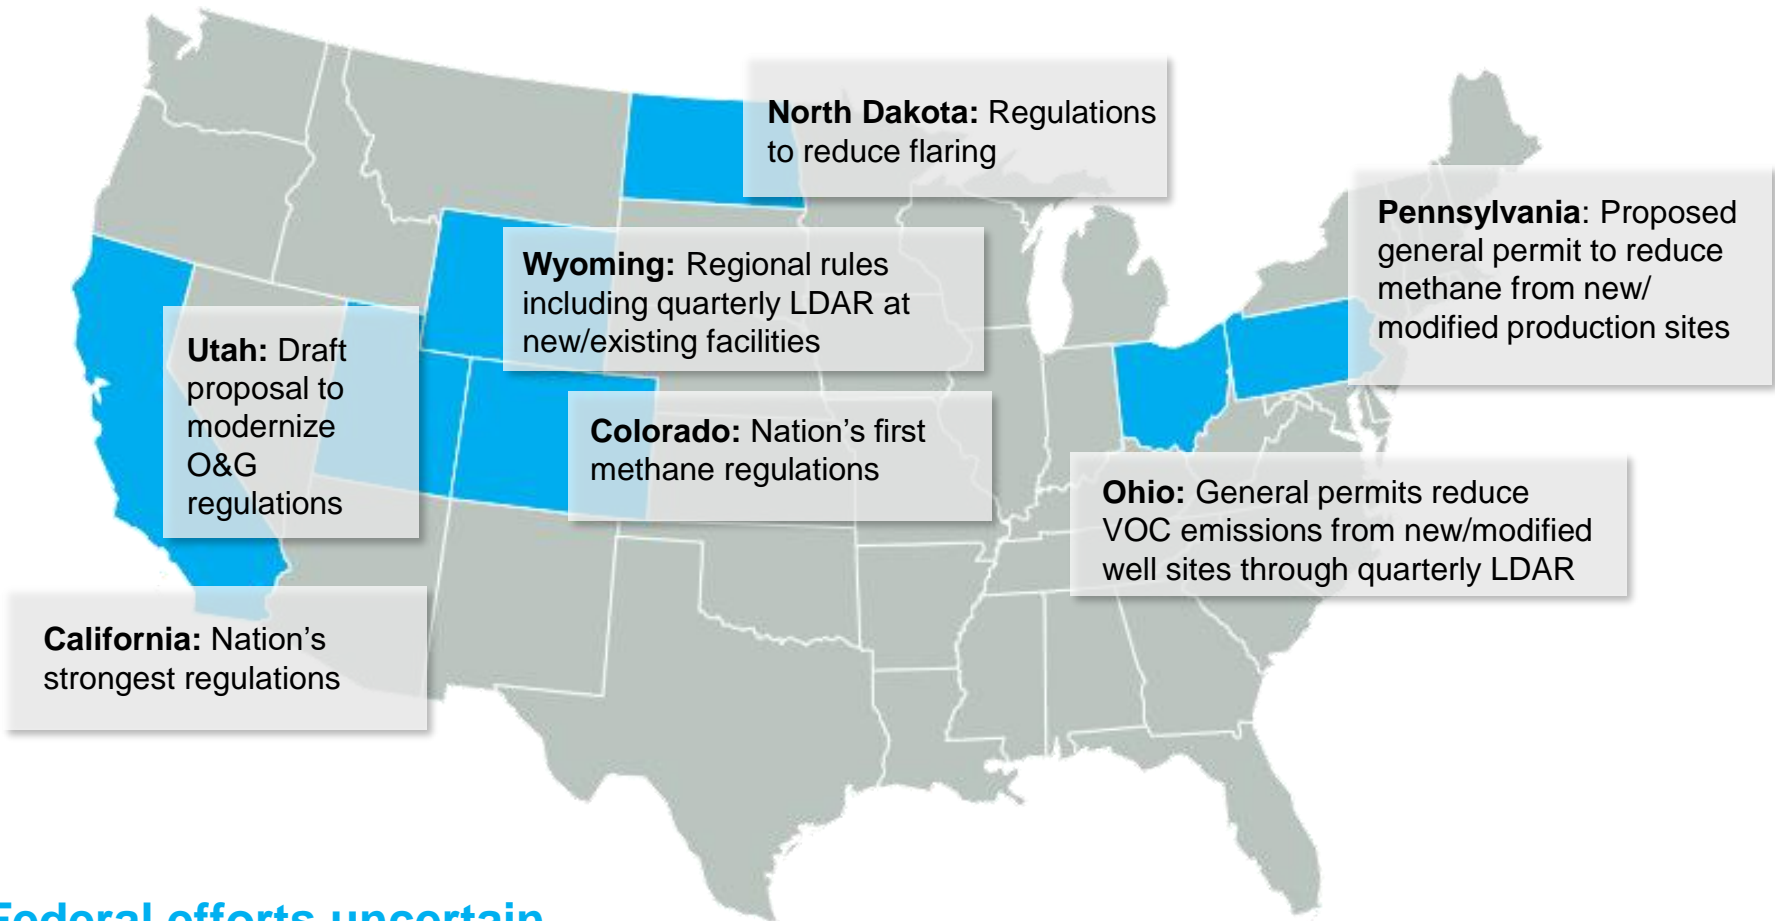 North Dakota: Regulations
to reduce flaring
Pennsylvania: Proposed
general permit to reduce
methane from new/
modified production sites
Wyoming: Regional rules
including quarterly LDAR at
new/existing facilities
Utah: Draft
proposal to
modernize
O&G
regulations
Colorado: Nation’s first
methane regulations
Ohio: General permits reduce
VOC emissions from new/modified
well sites through quarterly LDAR
California: Nation’s
strongest regulations
Federal efforts uncertain